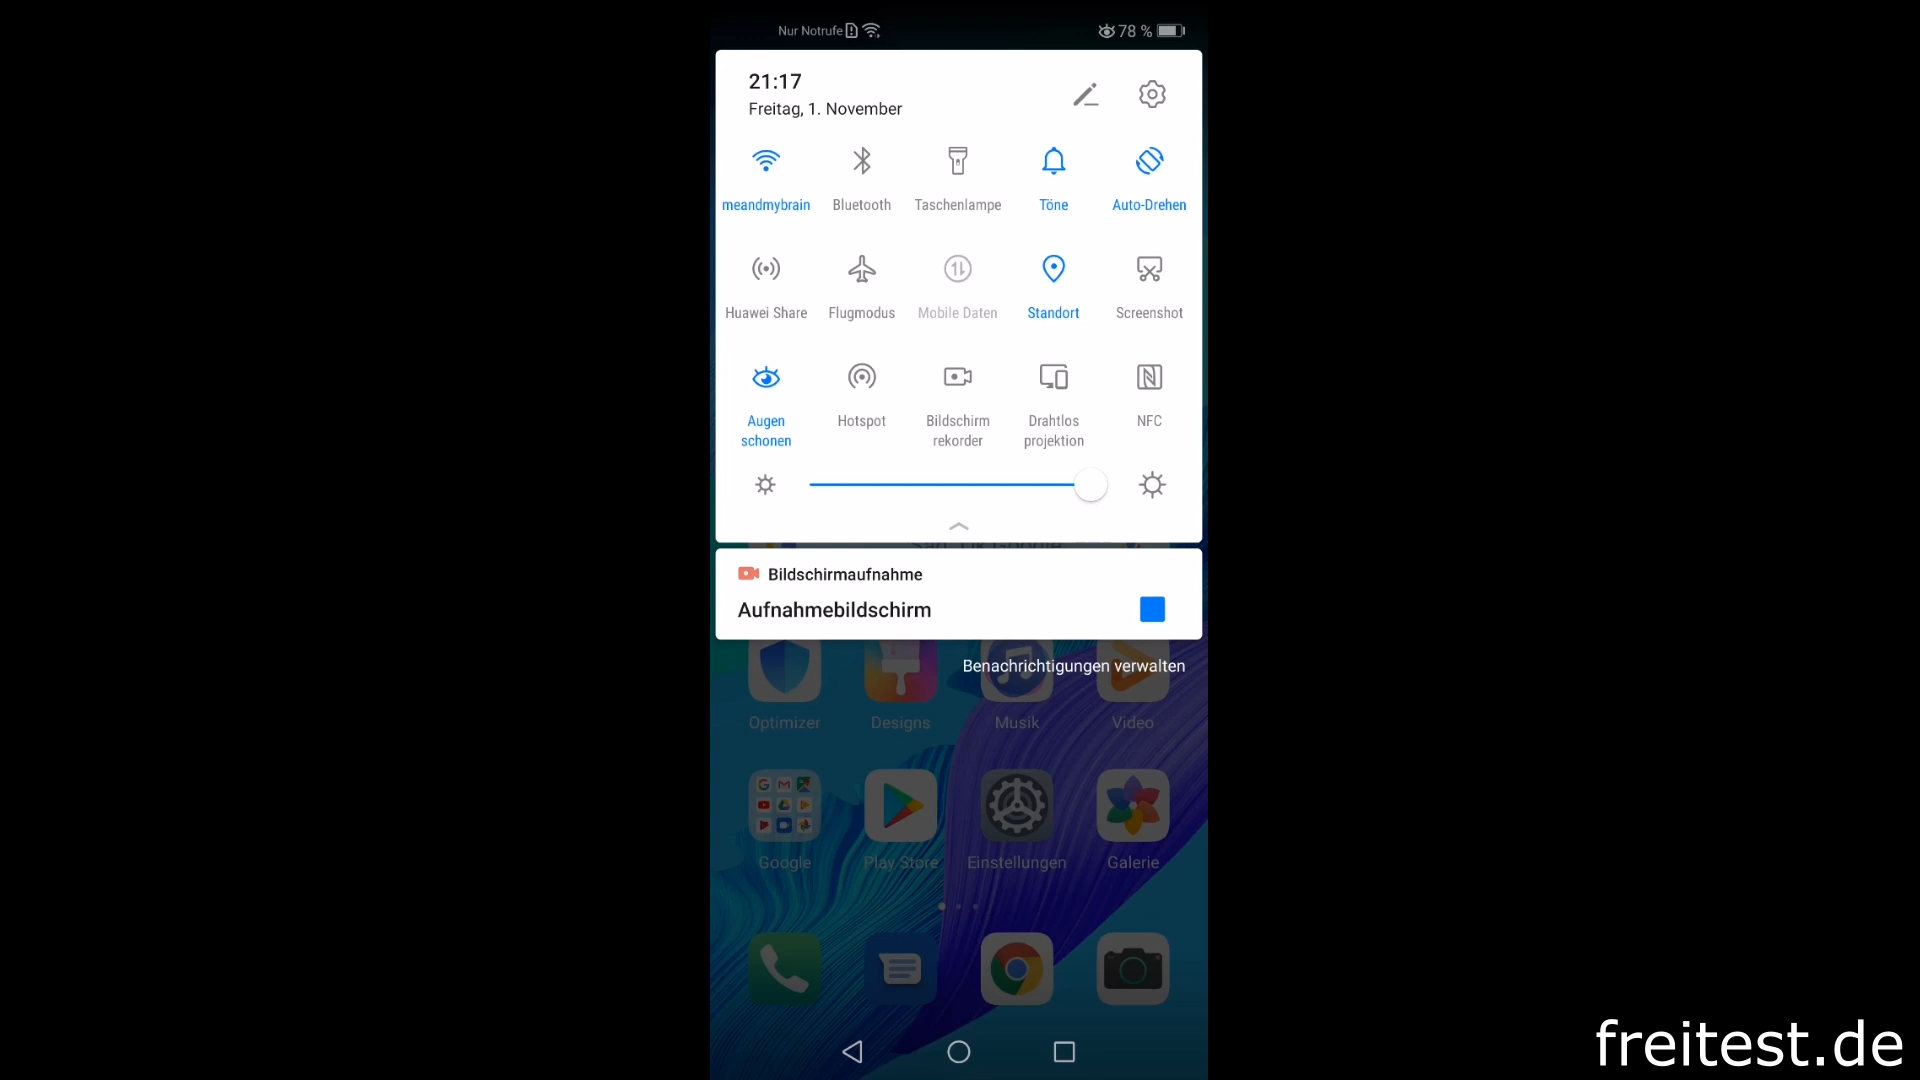 Nur Notrufe
78 %
21:17
Freitag, 1. November
meandmybrain Bluetooth Taschenlampe Töne Auto-Drehen
Huawei Share Flugmodus Mobile Daten Standort Screenshot
Augen schonen Hotspot Bildschirm rekorder Drahtlos projektion NFC
Bildschirmaufnahme
Aufnahmebildschirm
Benachrichtigungen verwalten
Optimizer Designs Musik Video
Google Play Store Einstellungen Galerie
freitest.de